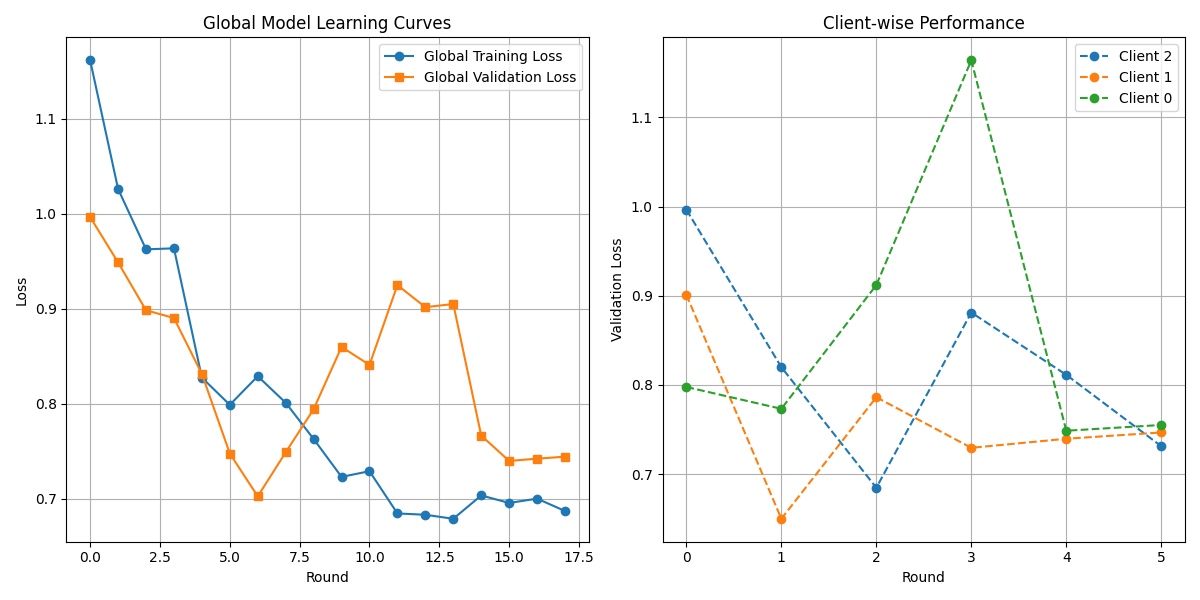 Global Model Learning Curves
Global Training Loss
Global Validation Loss
1.1
1.0
0.9
0.8
0.7
Loss
0.0
2.5
5.0
7.5
10.0
12.5
15.0
17.5
Round
Client-wise Performance
Client 2
Client 1
Client 0
1.1
1.0
0.9
0.8
0.7
Validation Loss
0
1
2
3
4
5
Round